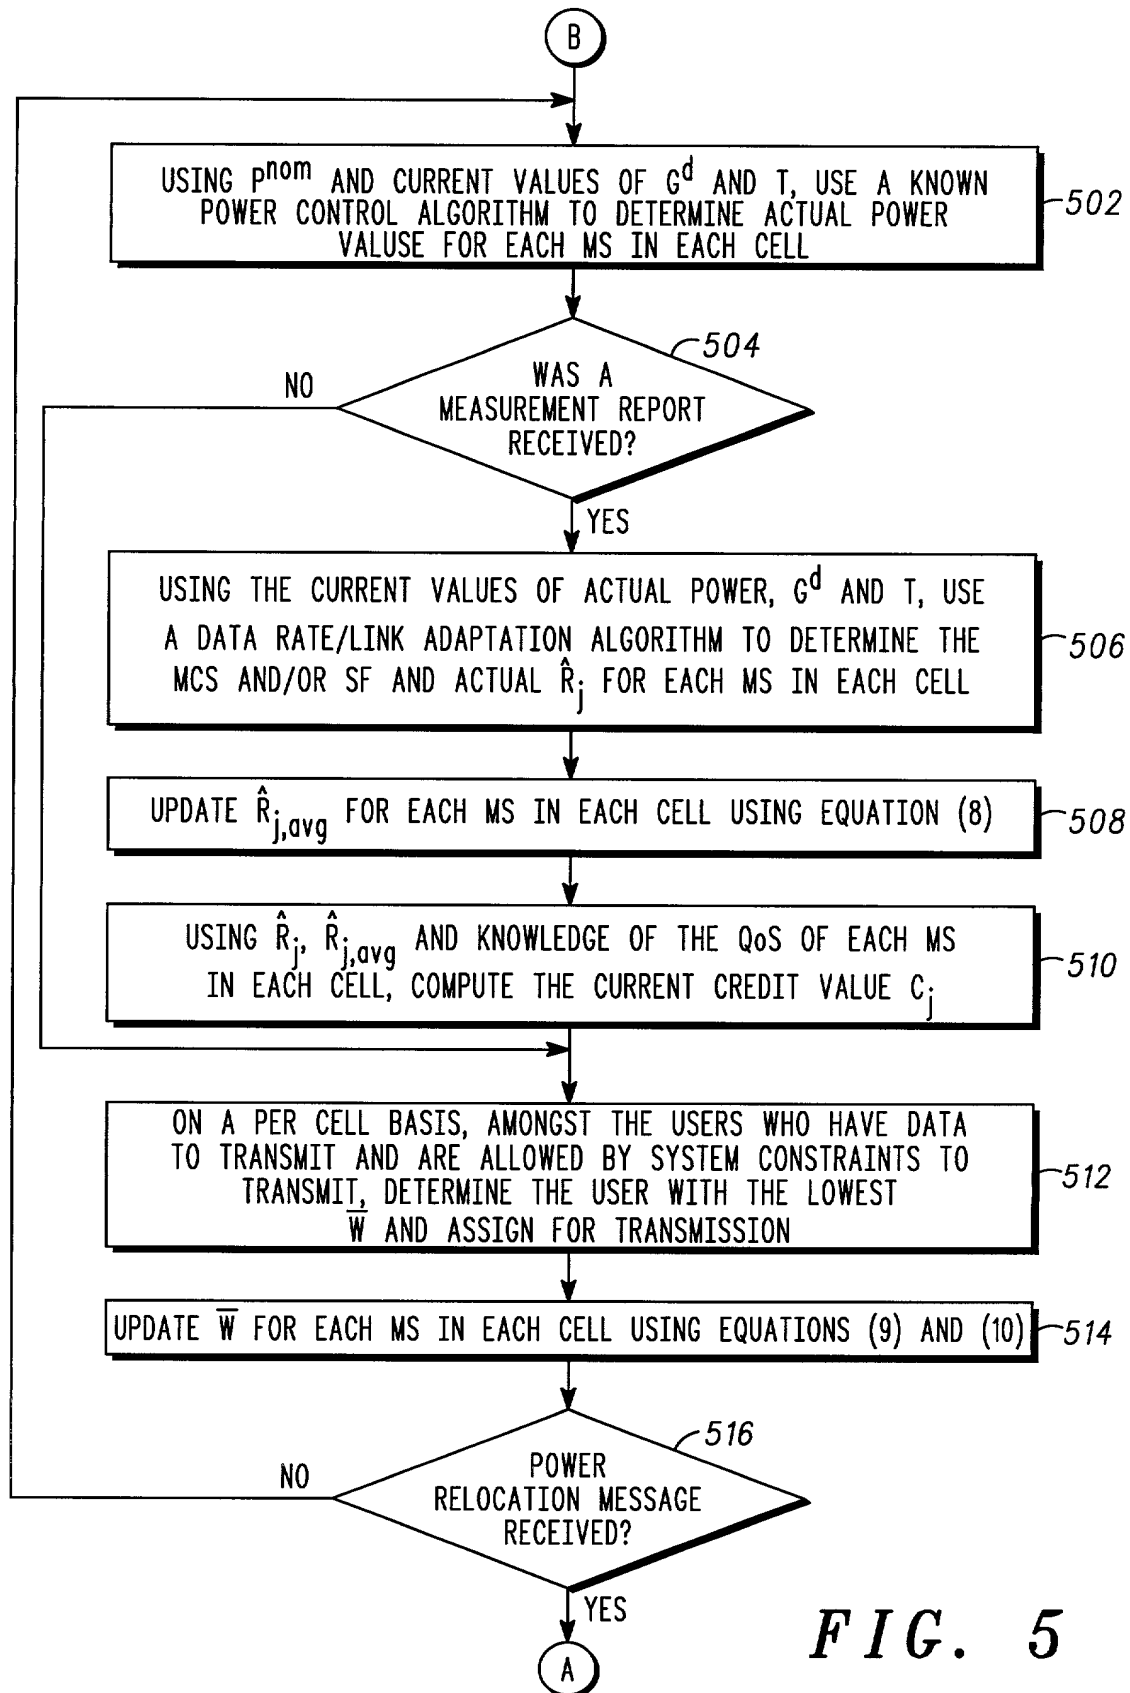 B
USING P^nom AND CURRENT VALUES OF G^d AND T, USE A KNOWN
POWER CONTROL ALGORITHM TO DETERMINE ACTUAL POWER
VALUSE FOR EACH MS IN EACH CELL
502
504
WAS A
MEASUREMENT REPORT
RECEIVED?
NO
YES
USING THE CURRENT VALUES OF ACTUAL POWER, G^d AND T, USE
A DATA RATE/LINK ADAPTATION ALGORITHM TO DETERMINE THE
MCS AND/OR SF AND ACTUAL R̂_j FOR EACH MS IN EACH CELL
506
UPDATE R̂_j,avg FOR EACH MS IN EACH CELL USING EQUATION (8)
508
USING R̂_j, R̂_j,avg AND KNOWLEDGE OF THE QoS OF EACH MS
IN EACH CELL, COMPUTE THE CURRENT CREDIT VALUE C_j
510
ON A PER CELL BASIS, AMONGST THE USERS WHO HAVE DATA
TO TRANSMIT AND ARE ALLOWED BY SYSTEM CONSTRAINTS TO
TRANSMIT, DETERMINE THE USER WITH THE LOWEST
W̅ AND ASSIGN FOR TRANSMISSION
512
UPDATE W̅ FOR EACH MS IN EACH CELL USING EQUATIONS (9) AND (10)
514
516
POWER
RELOCATION MESSAGE
RECEIVED?
NO
YES
A
FIG. 5